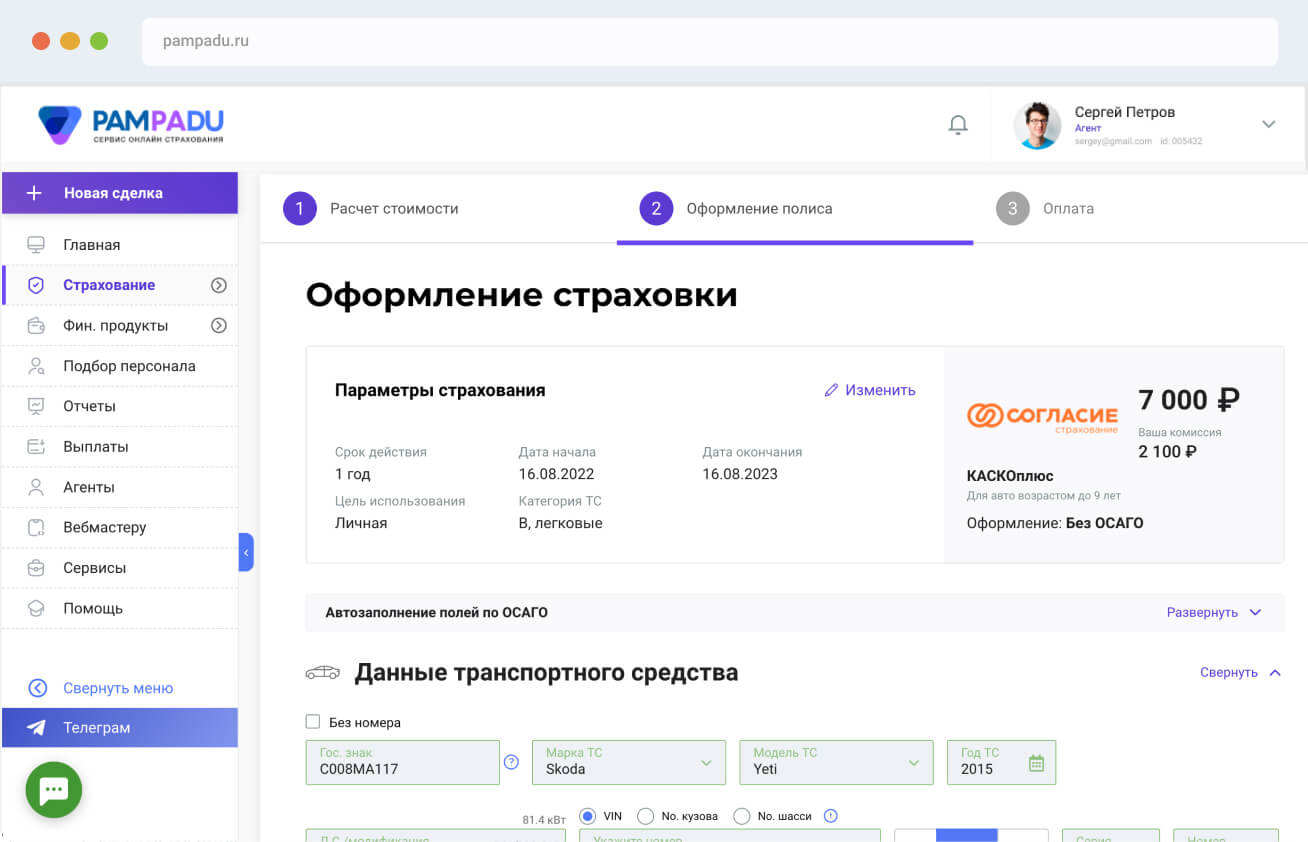 pampadu.ru
PAMPADU
СЕРВИС ОНЛАЙН СТРАХОВАНИЯ
Сергей Петров
Агент
sergey@gmail.com id: 005432
Новая сделка
Главная
Страхование
Фин. продукты
Подбор персонала
Отчеты
Выплаты
Агенты
Вебмастеру
Сервисы
Помощь
Свернуть меню
Телеграм
1 Расчет стоимости
2 Оформление полиса
3 Оплата
Оформление страховки
Параметры страхования
Изменить
Срок действия Дата начала Дата окончания
1 год 16.08.2022 16.08.2023
Цель использования Категория ТС
Личная B, легковые
СОГЛАСИЕ
страхование
7 000 ₽
Ваша комиссия
2 100 ₽
КАСКОплюс
Для авто возрастом до 9 лет
Оформление: Без ОСАГО
Автозаполнение полей по ОСАГО Развернуть
Данные транспортного средства Свернуть
Без номера
Гос. знак Марка ТС Модель ТС Год ТС
С008МА117 Skoda Yeti 2015
81.4 кВт VIN No. кузова No. шасси
Л.С./модификация Укажите номер Серия Номер